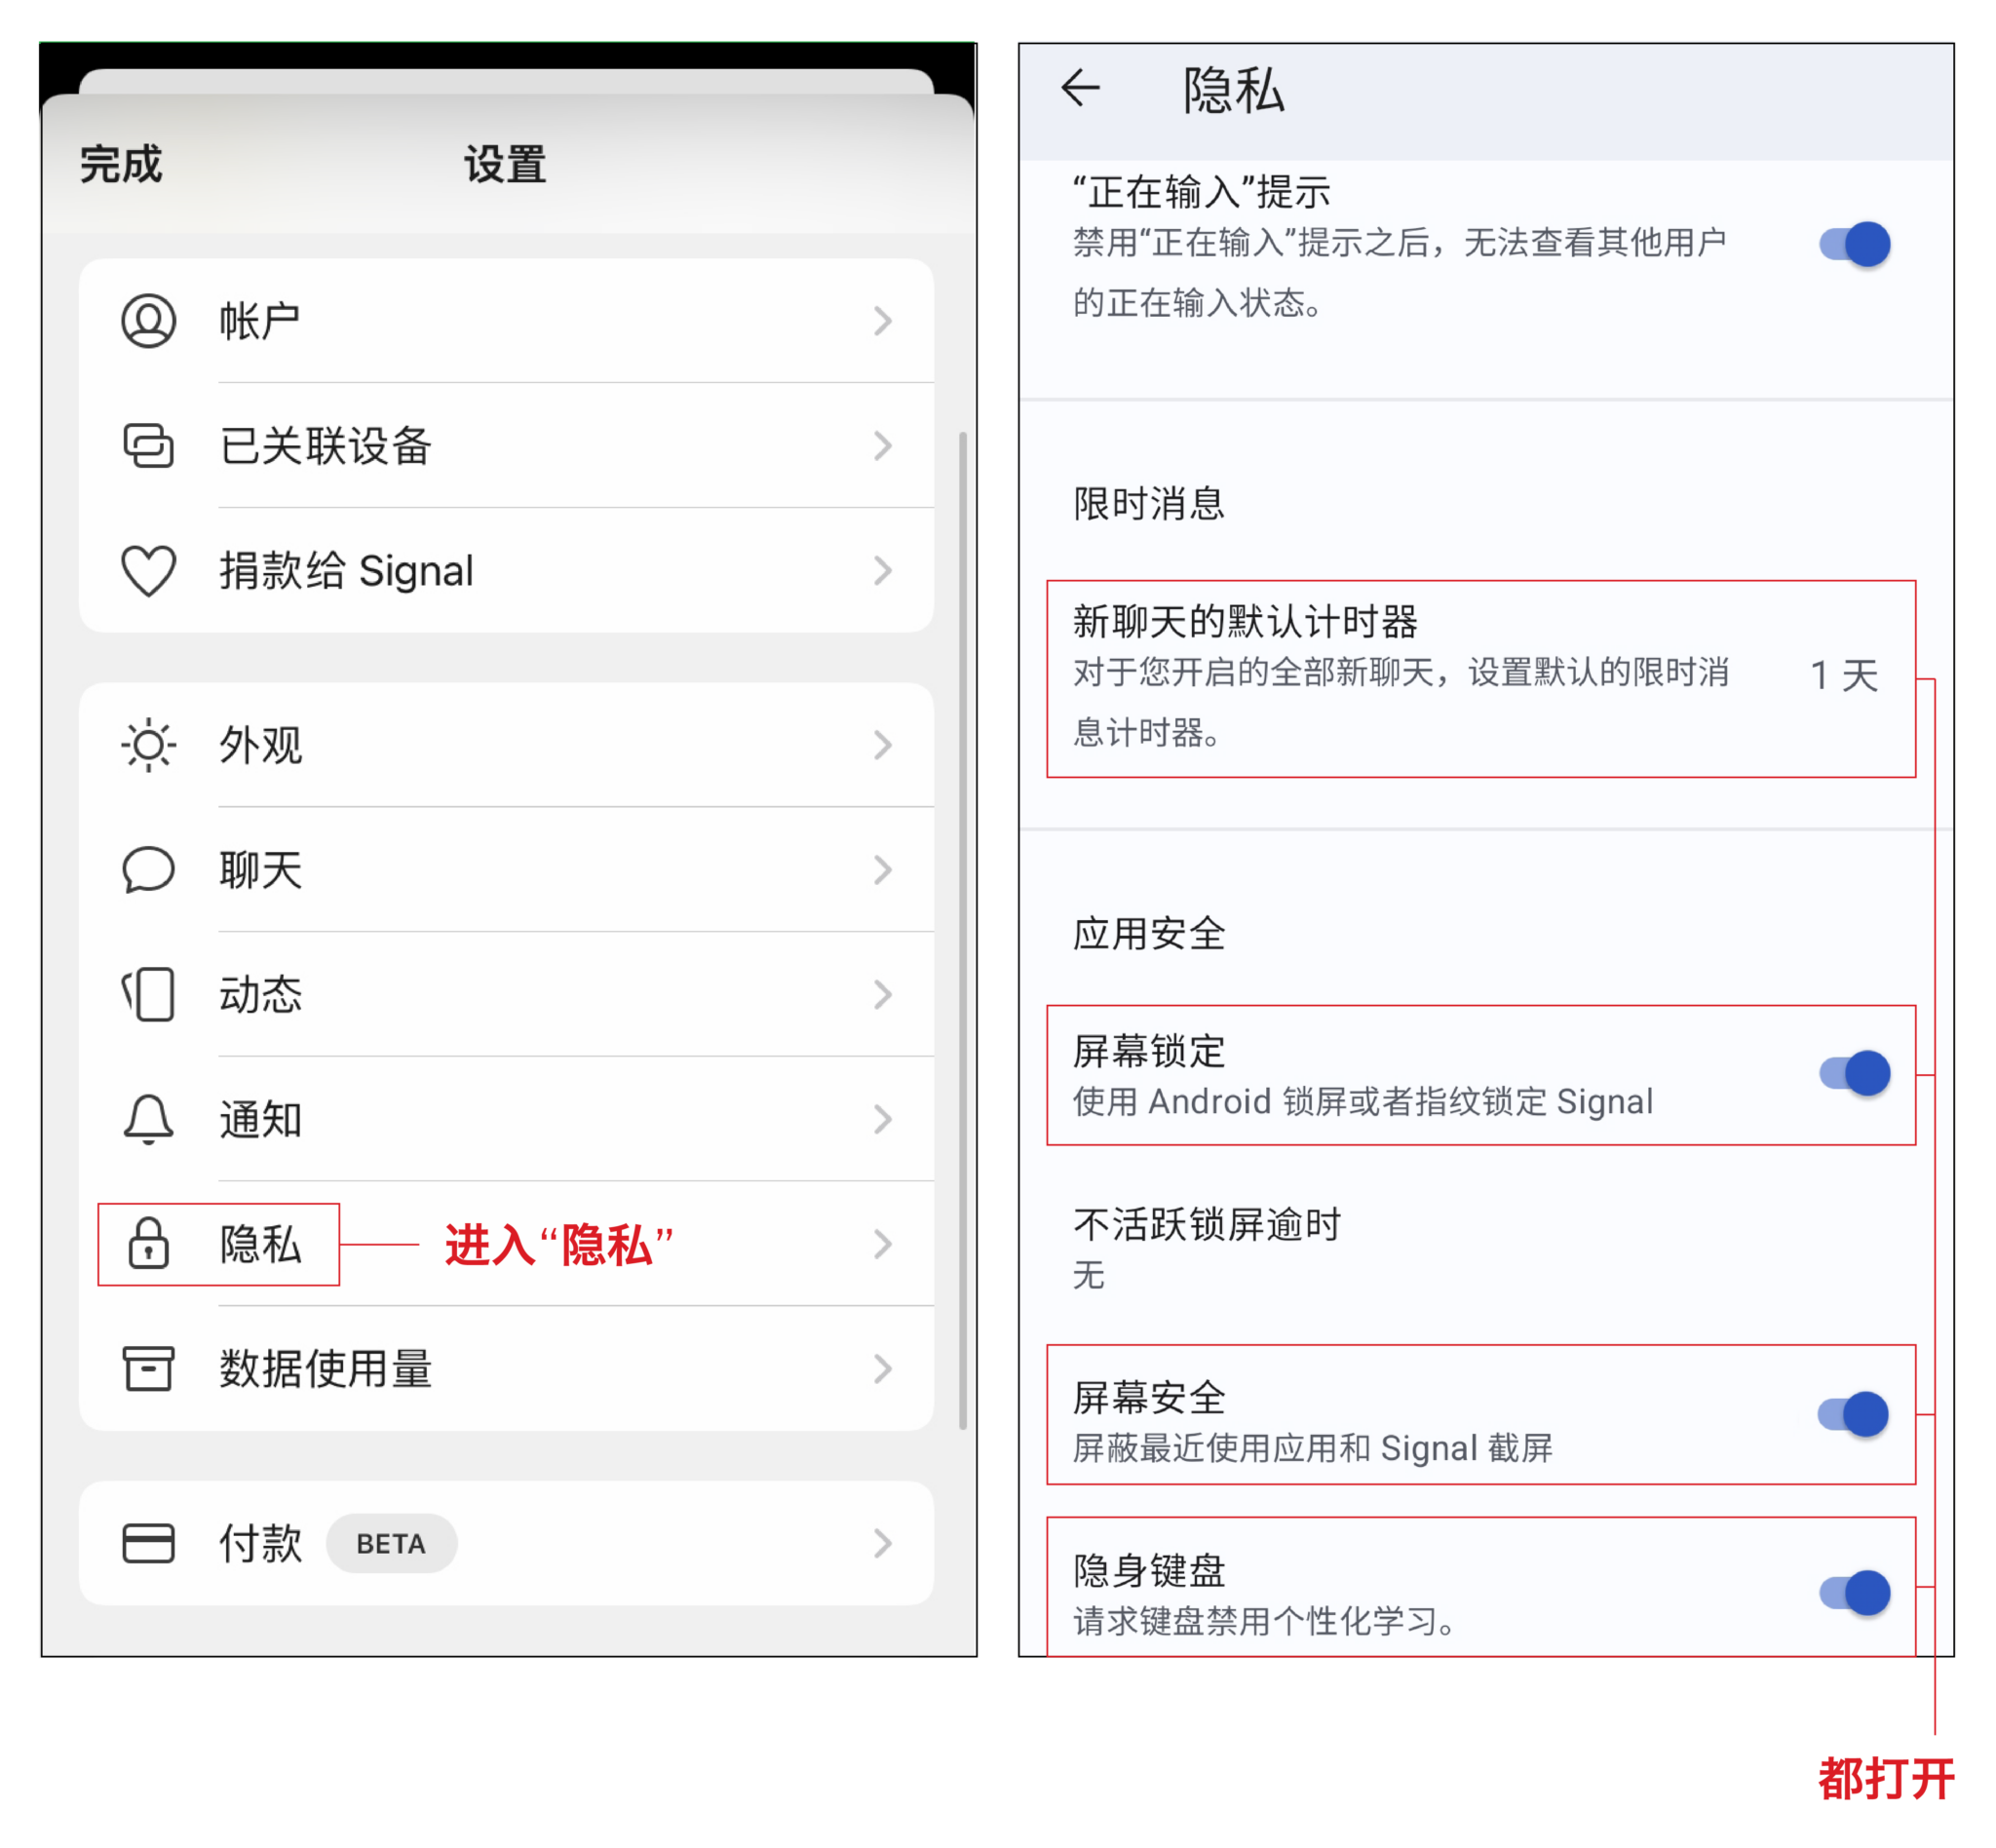 完成
设置
帐户
已关联设备
捐款给 Signal
外观
聊天
动态
通知
隐私
进入“隐私”
数据使用量
付款 BETA
隐私
“正在输入”提示
禁用“正在输入”提示之后，无法查看其他用户
的正在输入状态。
限时消息
新聊天的默认计时器
对于您开启的全部新聊天，设置默认的限时消
息计时器。
1 天
应用安全
屏幕锁定
使用 Android 锁屏或者指纹锁定 Signal
不活跃锁屏逾时
无
屏幕安全
屏蔽最近使用应用和 Signal 截屏
隐身键盘
请求键盘禁用个性化学习。
都打开